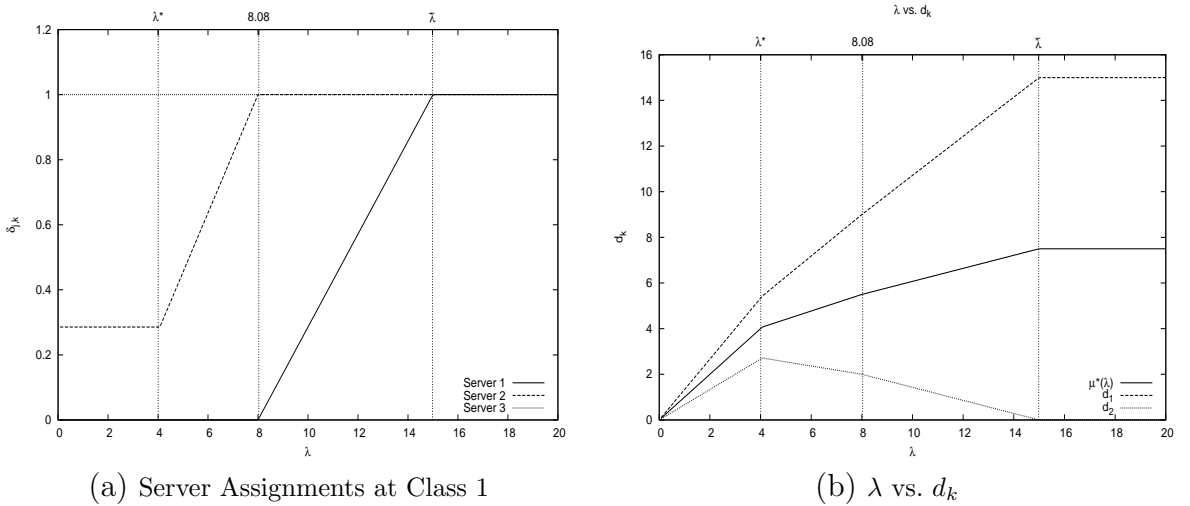 λ* 8.08 λ̄
1.2
1
0.8
0.6
0.4
0.2
0
δj,k
Server 1
Server 2
Server 3
0 2 4 6 8 10 12 14 16 18 20
λ
(a) Server Assignments at Class 1
λ vs. dk
λ* 8.08 λ̄
16
14
12
10
8
6
4
2
0
dk
μ*(λ)
d1
d2
0 2 4 6 8 10 12 14 16 18 20
λ
(b) λ vs. dk